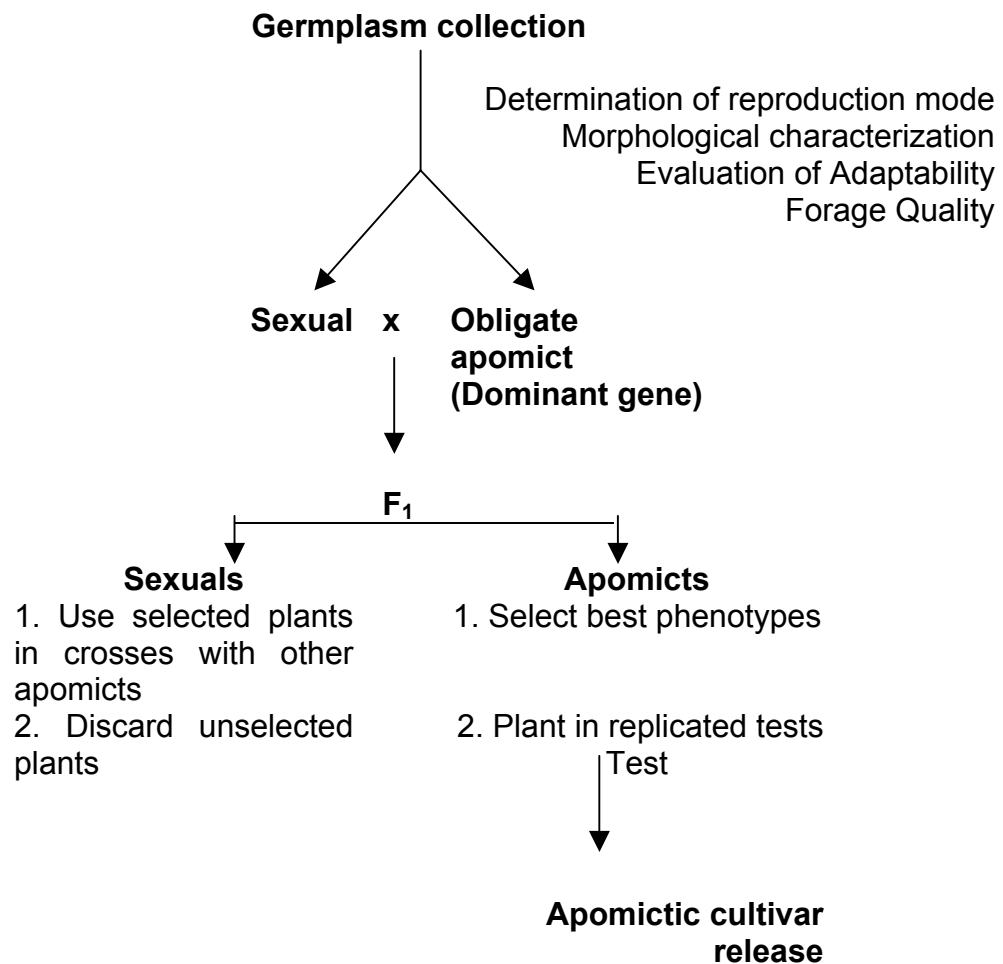 Germplasm collection
Determination of reproduction mode
Morphological characterization
Evaluation of Adaptability
Forage Quality
Sexual x Obligate
apomict
(Dominant gene)
F₁
Sexuals
1. Use selected plants
in crosses with other
apomicts
2. Discard unselected
plants
Apomicts
1. Select best phenotypes
2. Plant in replicated tests
Test
Apomictic cultivar
release